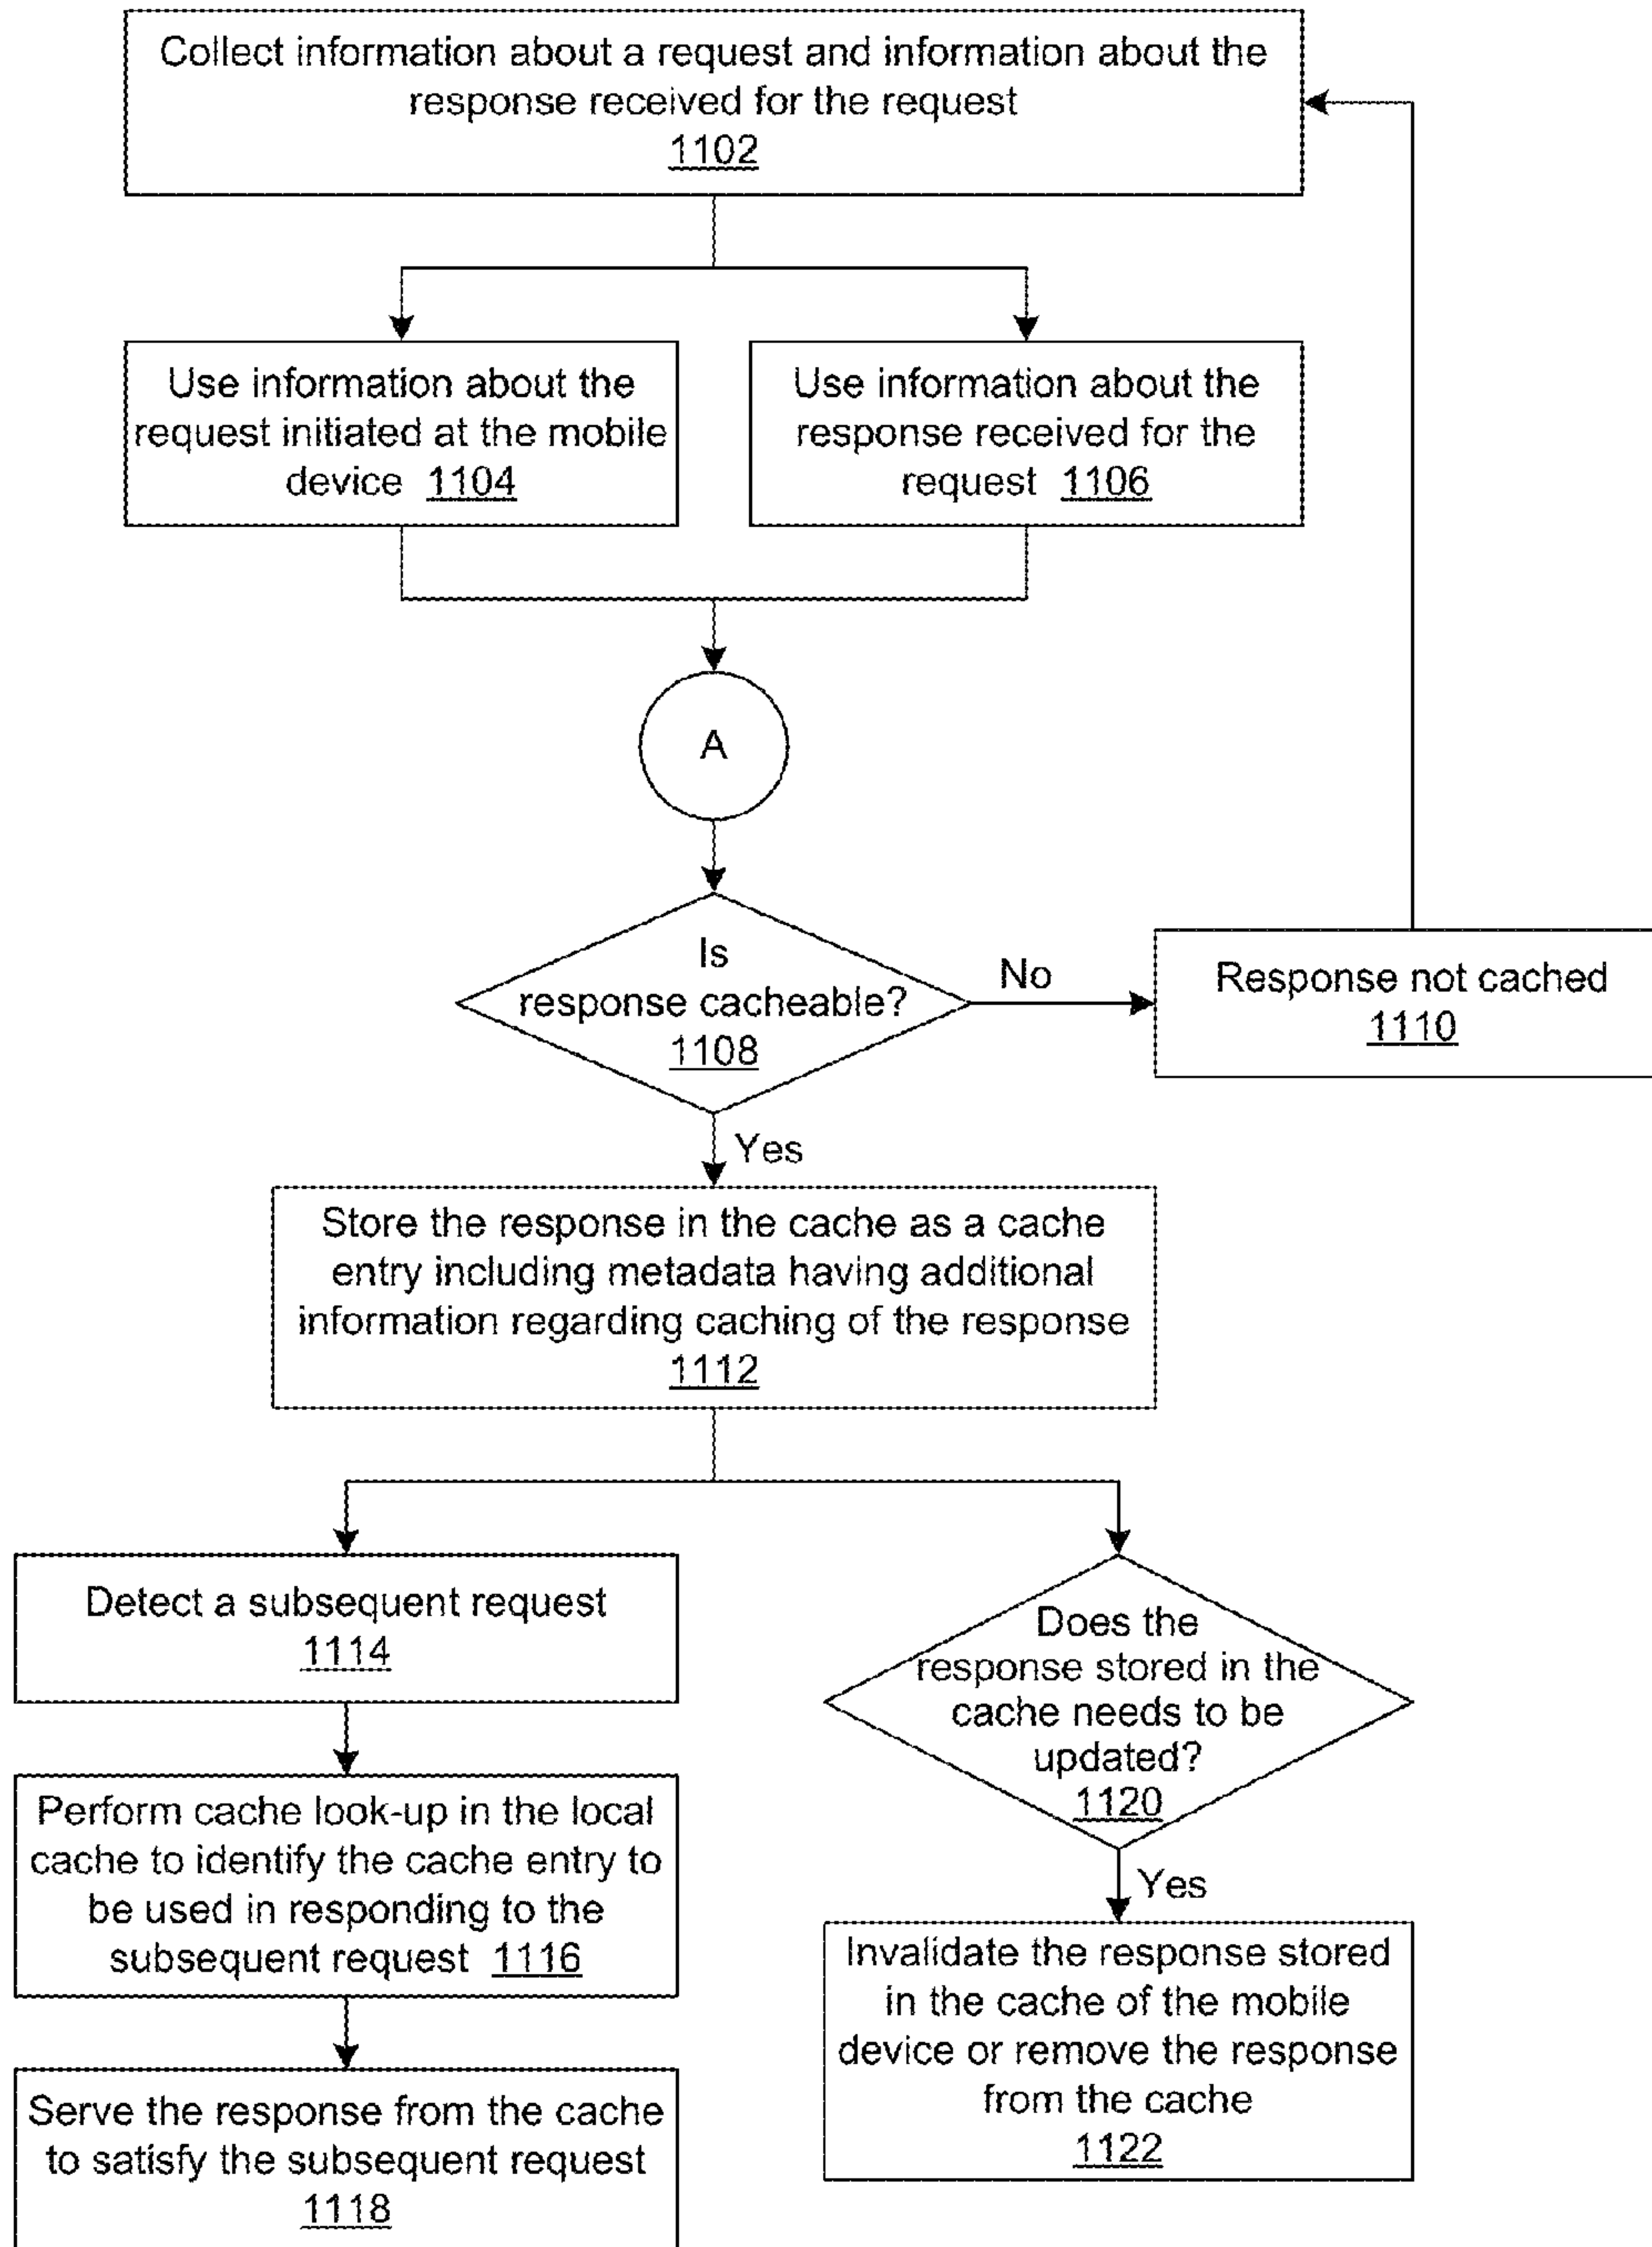 Collect information about a request and information about the
response received for the request
1102
Use information about the
request initiated at the mobile
device 1104
Use information about the
response received for the
request 1106
A
Is
response cacheable?
1108
No
Response not cached
1110
Yes
Store the response in the cache as a cache
entry including metadata having additional
information regarding caching of the response
1112
Detect a subsequent request
1114
Perform cache look-up in the local
cache to identify the cache entry to
be used in responding to the
subsequent request 1116
Serve the response from the cache
to satisfy the subsequent request
1118
Does the
response stored in the
cache needs to be
updated?
1120
Yes
Invalidate the response stored
in the cache of the mobile
device or remove the response
from the cache
1122